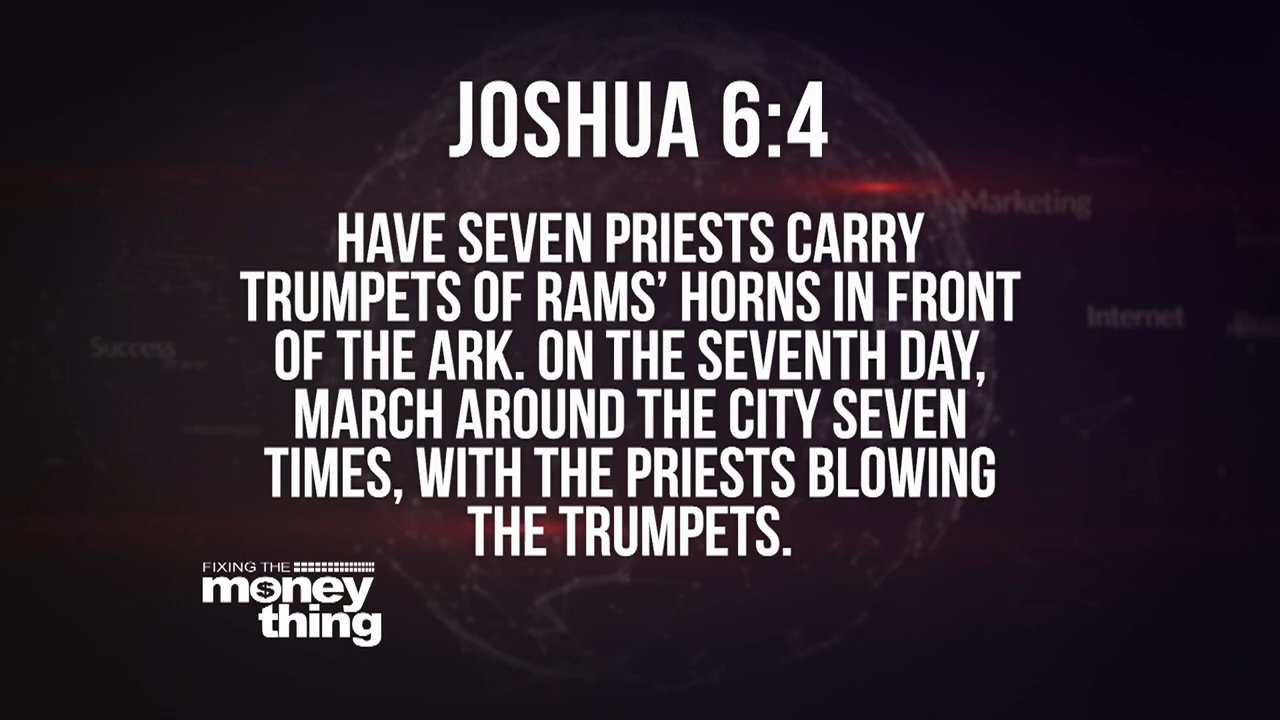 JOSHUA 6:4
Marketing
HAVE SEVEN PRIESTS CARRY
TRUMPETS OF RAMS’ HORNS IN FRONT
Internet
OF THE ARK. ON THE SEVENTH DAY,
Success
MARCH AROUND THE CITY SEVEN
TIMES, WITH THE PRIESTS BLOWING
THE TRUMPETS.
FIXING THE
money
thing